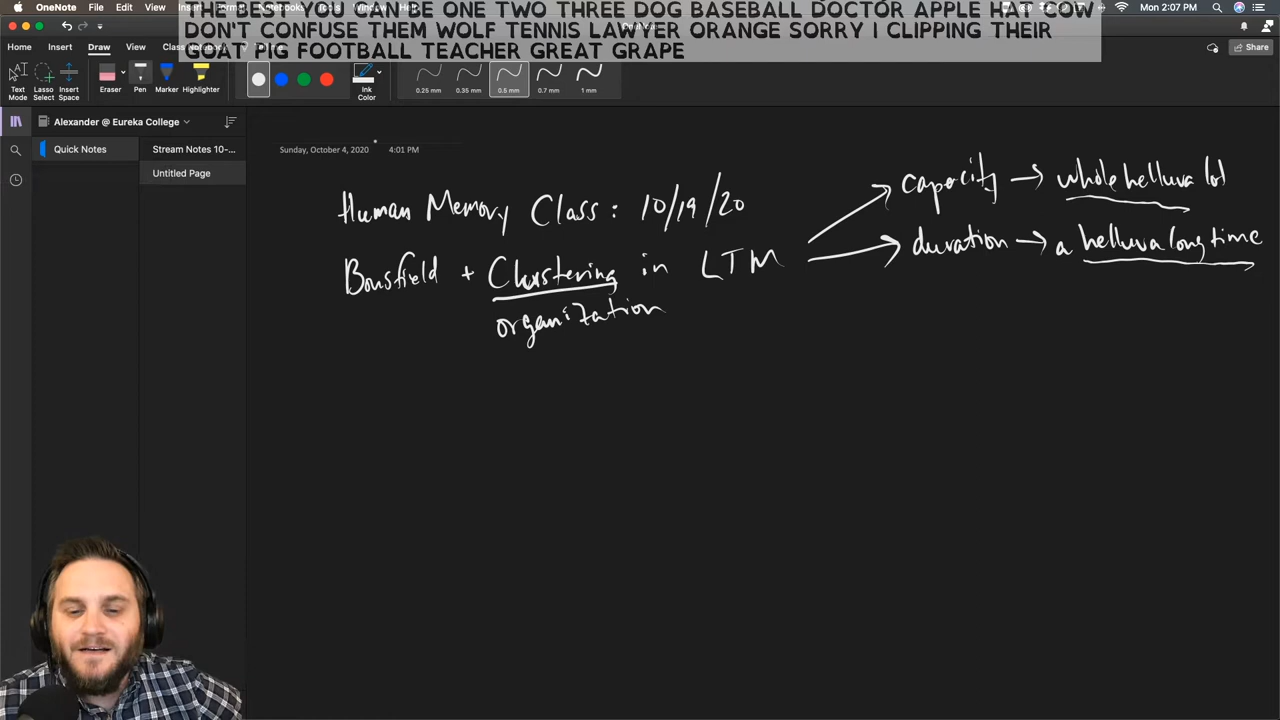 THE BEST YOU CAN BE ONE TWO THREE DOG BASEBALL DOCTOR APPLE HAT COW
DON'T CONFUSE THEM WOLF TENNIS LAWYER ORANGE SORRY I CLIPPING THEIR
GOAT PIG FOOTBALL TEACHER GREAT GRAPE
OneNote File Edit View Insert Format Notebooks Window
Mon 2:07 PM
Home Insert Draw View
Share
Text Mode
Lasso Select
Insert Space
Eraser
Pen
Marker
Highlighter
Ink Color
0.25 mm
0.35 mm
0.5 mm
0.7 mm
1 mm
Alexander @ Eureka College
Quick Notes
Stream Notes 10-...
Untitled Page
Sunday, October 4, 2020 4:01 PM
Human Memory Class: 10/19/20
Bousfield + Clustering in LTM
organization
capacity → whole helluva lot
duration → a helluva long time